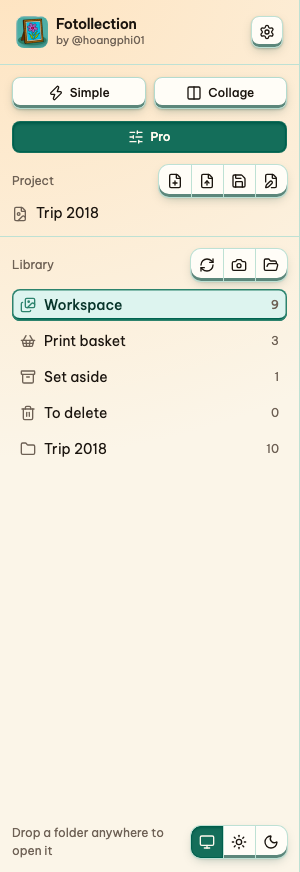 Fotollection
by @hoangphi01
Simple
Collage
Pro
Project
Trip 2018
Library
Workspace 9
Print basket 3
Set aside 1
To delete 0
Trip 2018 10
Drop a folder anywhere to
open it